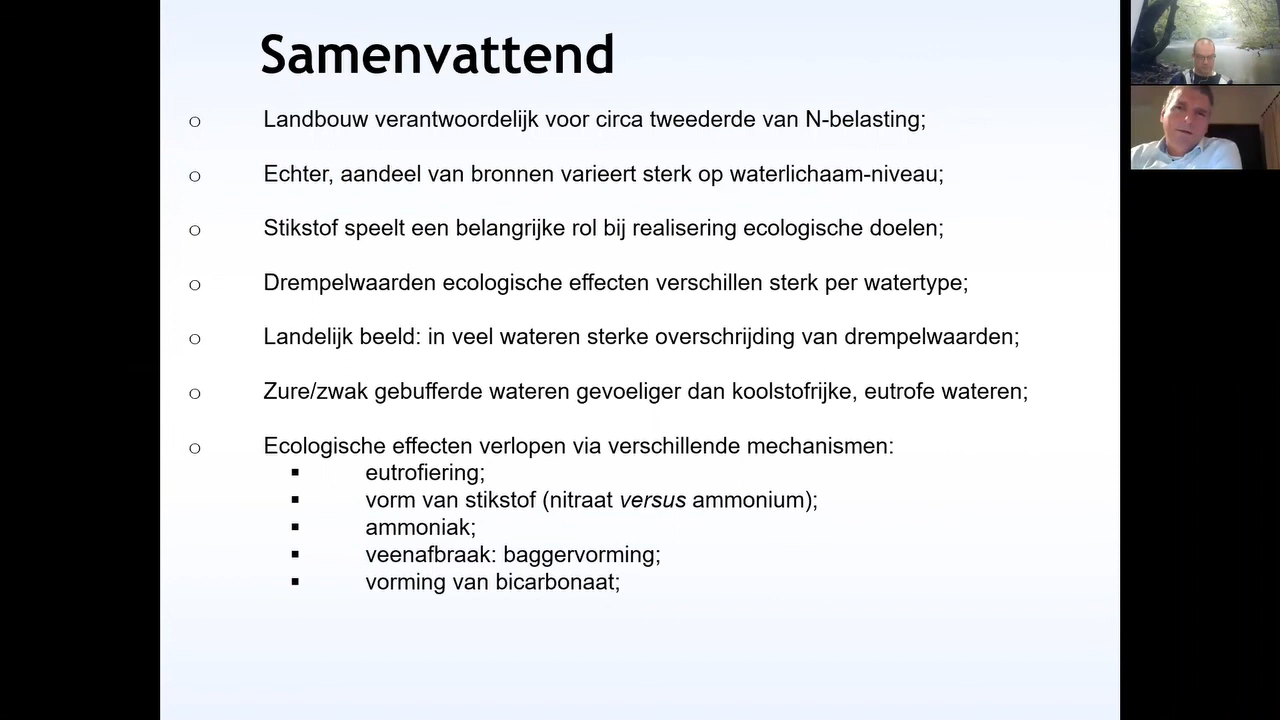 Samenvattend
o Landbouw verantwoordelijk voor circa tweederde van N-belasting;
o Echter, aandeel van bronnen varieert sterk op waterlichaam-niveau;
o Stikstof speelt een belangrijke rol bij realisering ecologische doelen;
o Drempelwaarden ecologische effecten verschillen sterk per watertype;
o Landelijk beeld: in veel wateren sterke overschrijding van drempelwaarden;
o Zure/zwak gebufferde wateren gevoeliger dan koolstofrijke, eutrofe wateren;
o Ecologische effecten verlopen via verschillende mechanismen:
▪ eutrofiering;
▪ vorm van stikstof (nitraat versus ammonium);
▪ ammoniak;
▪ veenafbraak: baggervorming;
▪ vorming van bicarbonaat;